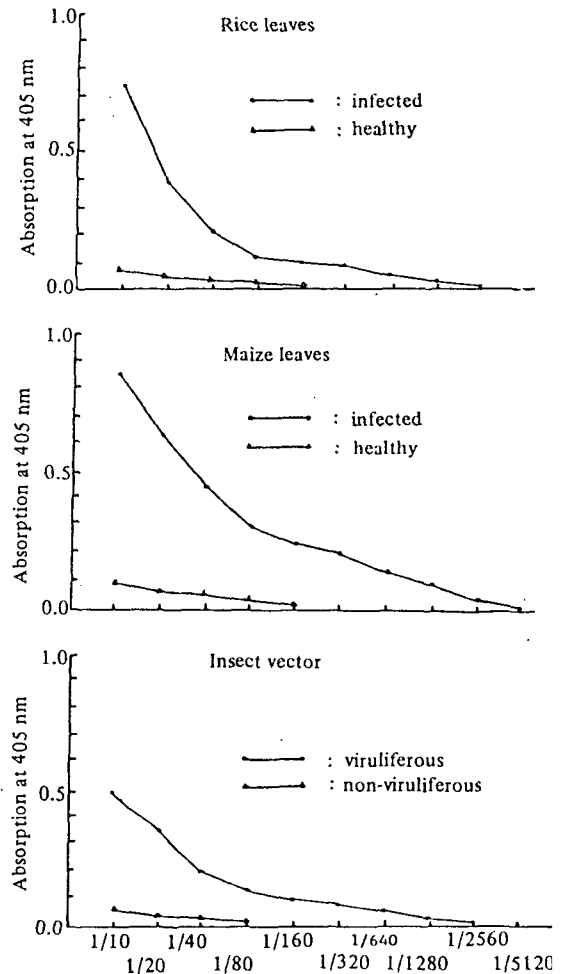 1.0
Rice leaves
: infected
: healthy
Absorption at 405 nm
0.5
0.0
1.0
Maize leaves
: infected
: healthy
Absorption at 405 nm
0.5
0.0
1.0
Insect vector
: viruliferous
: non-viruliferous
Absorption at 405 nm
0.5
0.0
1/10 1/40 1/160 1/640 1/2560
1/20 1/80 1/320 1/1280 1/5120